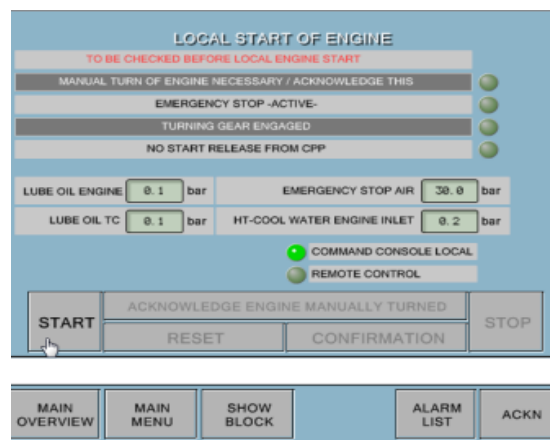 LOCAL START OF ENGINE
TO BE CHECKED BEFORE LOCAL ENGINE START
MANUAL TURN OF ENGINE NECESSARY / ACKNOWLEDGE THIS
EMERGENCY STOP -ACTIVE-
TURNING GEAR ENGAGED
NO START RELEASE FROM CPP
LUBE OIL ENGINE 0.1 bar EMERGENCY STOP AIR 30.0 bar
LUBE OIL TC 0.1 bar HT-COOL WATER ENGINE INLET 0.2 bar
COMMAND CONSOLE LOCAL
REMOTE CONTROL
START ACKNOWLEDGE ENGINE MANUALLY TURNED STOP
RESET CONFIRMATION
MAIN OVERVIEW MAIN MENU SHOW BLOCK ALARM LIST ACKN